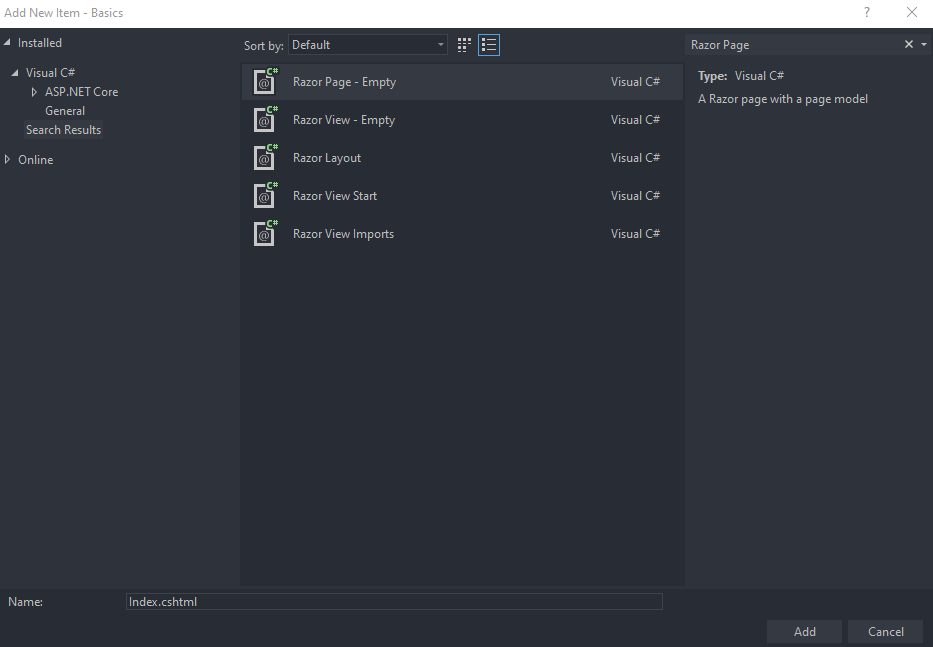 Add New Item - Basics ?
Installed
Sort by: Default
Razor Page
Visual C#
ASP.NET Core
General
Search Results
Online
C# @ Razor Page - Empty Visual C#
C# @ Razor View - Empty Visual C#
C# @ Razor Layout Visual C#
C# @ Razor View Start Visual C#
C# @ Razor View Imports Visual C#
Type: Visual C#
A Razor page with a page model
Name: Index.cshtml
Add Cancel